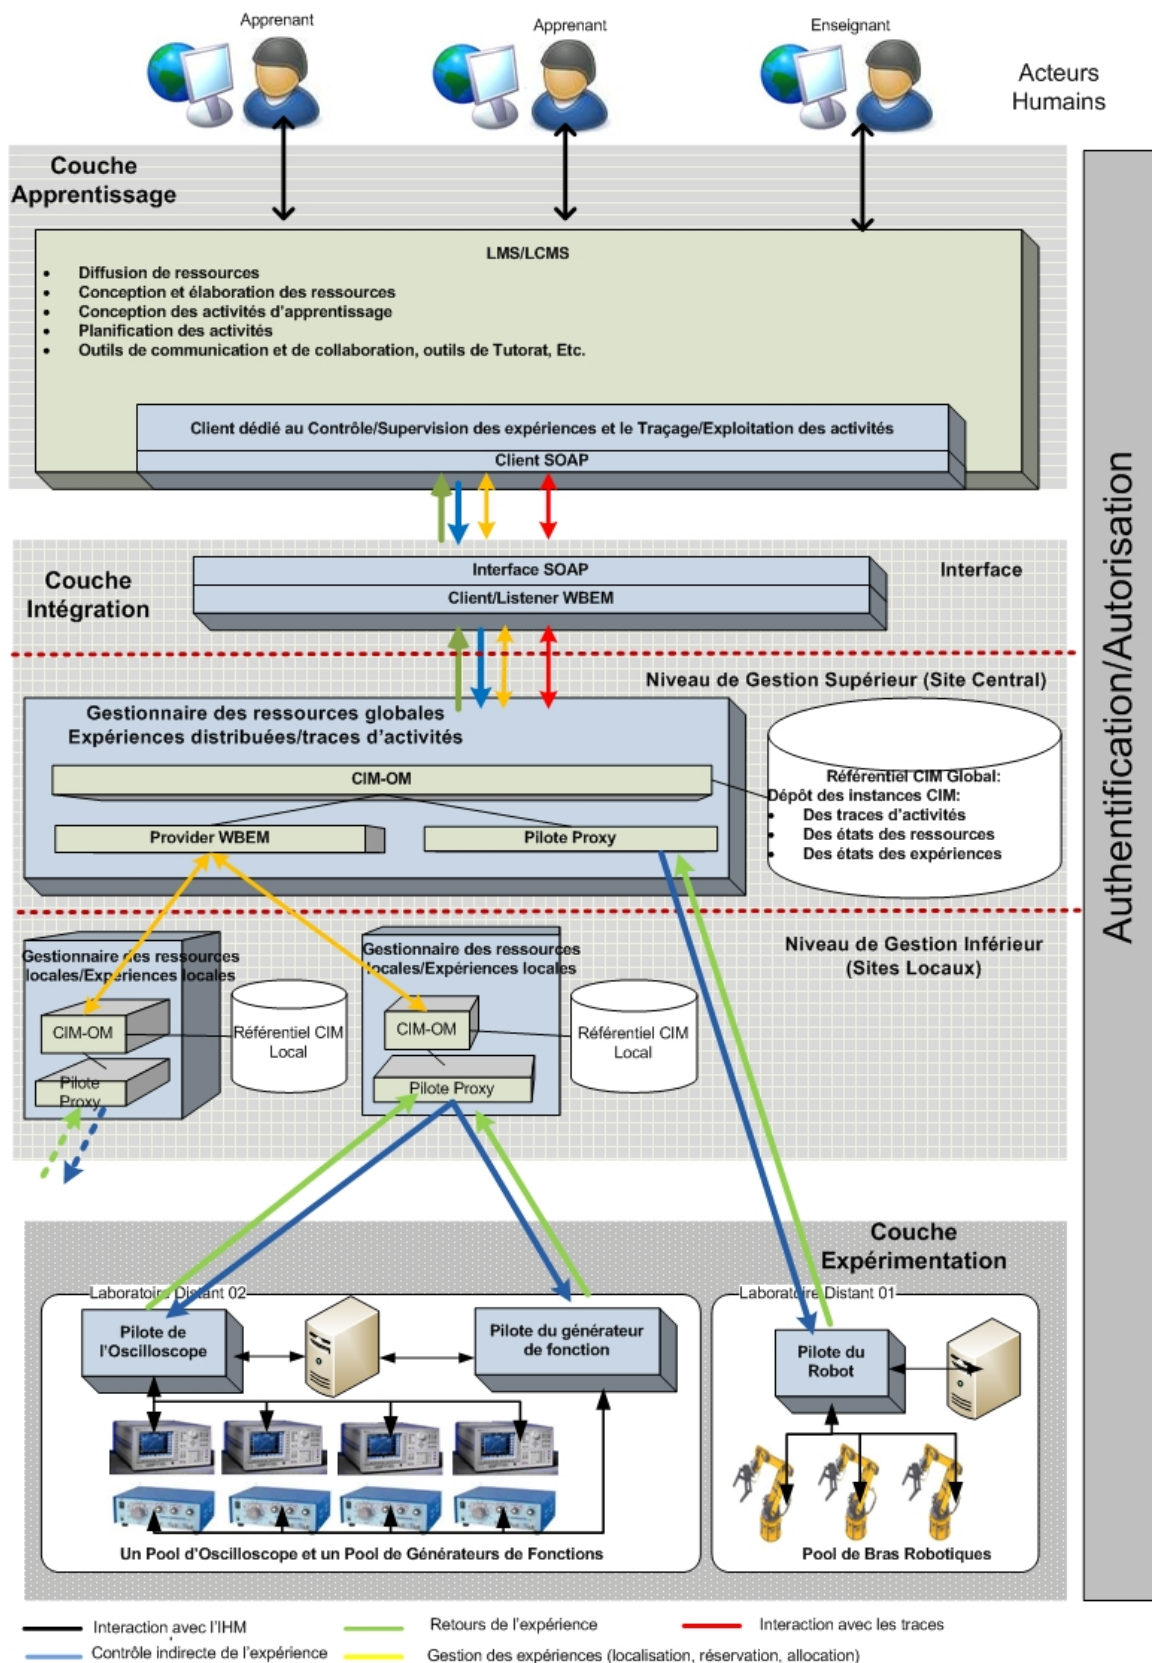 Apprenant
Apprenant
Enseignant
Acteurs
Humains
Couche
Apprentissage
LMS/LCMS
• Diffusion de ressources
• Conception et élaboration des ressources
• Conception des activités d'apprentissage
• Planification des activités
• Outils de communication et de collaboration, outils de Tutorat, Etc.
Client dédié au Contrôle/Supervision des expériences et le Traçage/Exploitation des activités
Client SOAP
Authentification/Autorisation
Couche
Intégration
Interface SOAP
Client/Listener WBEM
Interface
Niveau de Gestion Supérieur (Site Central)
Gestionnaire des ressources globales
Expériences distribuées/traces d'activités
CIM-OM
Provider WBEM
Pilote Proxy
Référentiel CIM Global:
Dépôt des instances CIM:
• Des traces d'activités
• Des états des ressources
• Des états des expériences
Niveau de Gestion Inférieur
(Sites Locaux)
Gestionnaire des ressources
locales/Expériences locales
CIM-OM
Pilote
Proxy
Référentiel CIM
Local
Gestionnaire des ressources
locales/Expériences locales
CIM-OM
Pilote Proxy
Référentiel CIM
Local
Couche
Expérimentation
Laboratoire Distant 02
Pilote de
l'Oscilloscope
Pilote du générateur
de fonction
Un Pool d'Oscilloscope et un Pool de Générateurs de Fonctions
Laboratoire Distant 01
Pilote du
Robot
Pool de Bras Robotiques
Interaction avec l'IHM
Retours de l'expérience
Interaction avec les traces
Contrôle indirecte de l'expérience
Gestion des expériences (localisation, réservation, allocation)